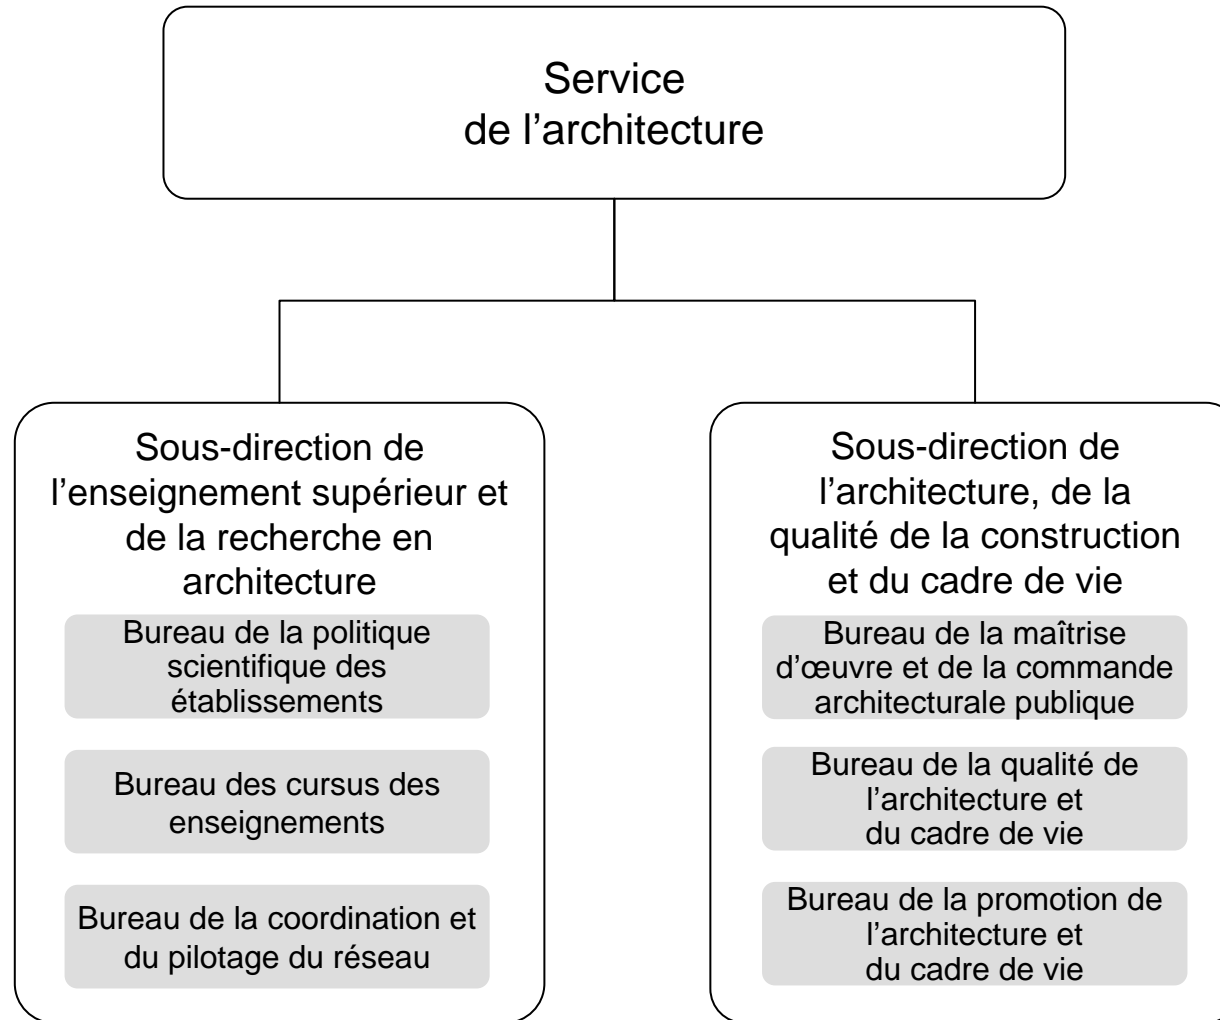 Service
de l’architecture
Sous-direction de
l’enseignement supérieur et
de la recherche en
architecture
Bureau de la politique
scientifique des
établissements
Bureau des cursus des
enseignements
Bureau de la coordination et
du pilotage du réseau
Sous-direction de
l’architecture, de la
qualité de la construction
et du cadre de vie
Bureau de la maîtrise
d’œuvre et de la commande
architecturale publique
Bureau de la qualité de
l’architecture et
du cadre de vie
Bureau de la promotion de
l’architecture et
du cadre de vie